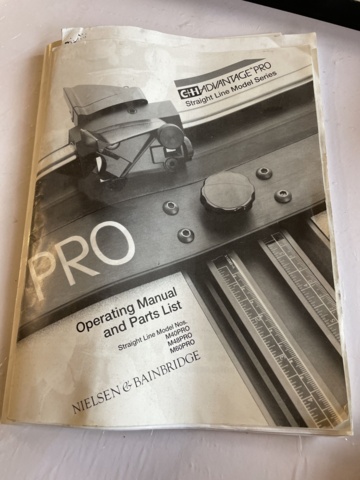 C+H ADVANTAGE PRO
Straight Line Model Series
PRO
Operating Manual
and Parts List
Straight Line Model Nos.
M40PRO
M48PRO
M60PRO
NIELSEN & BAINBRIDGE